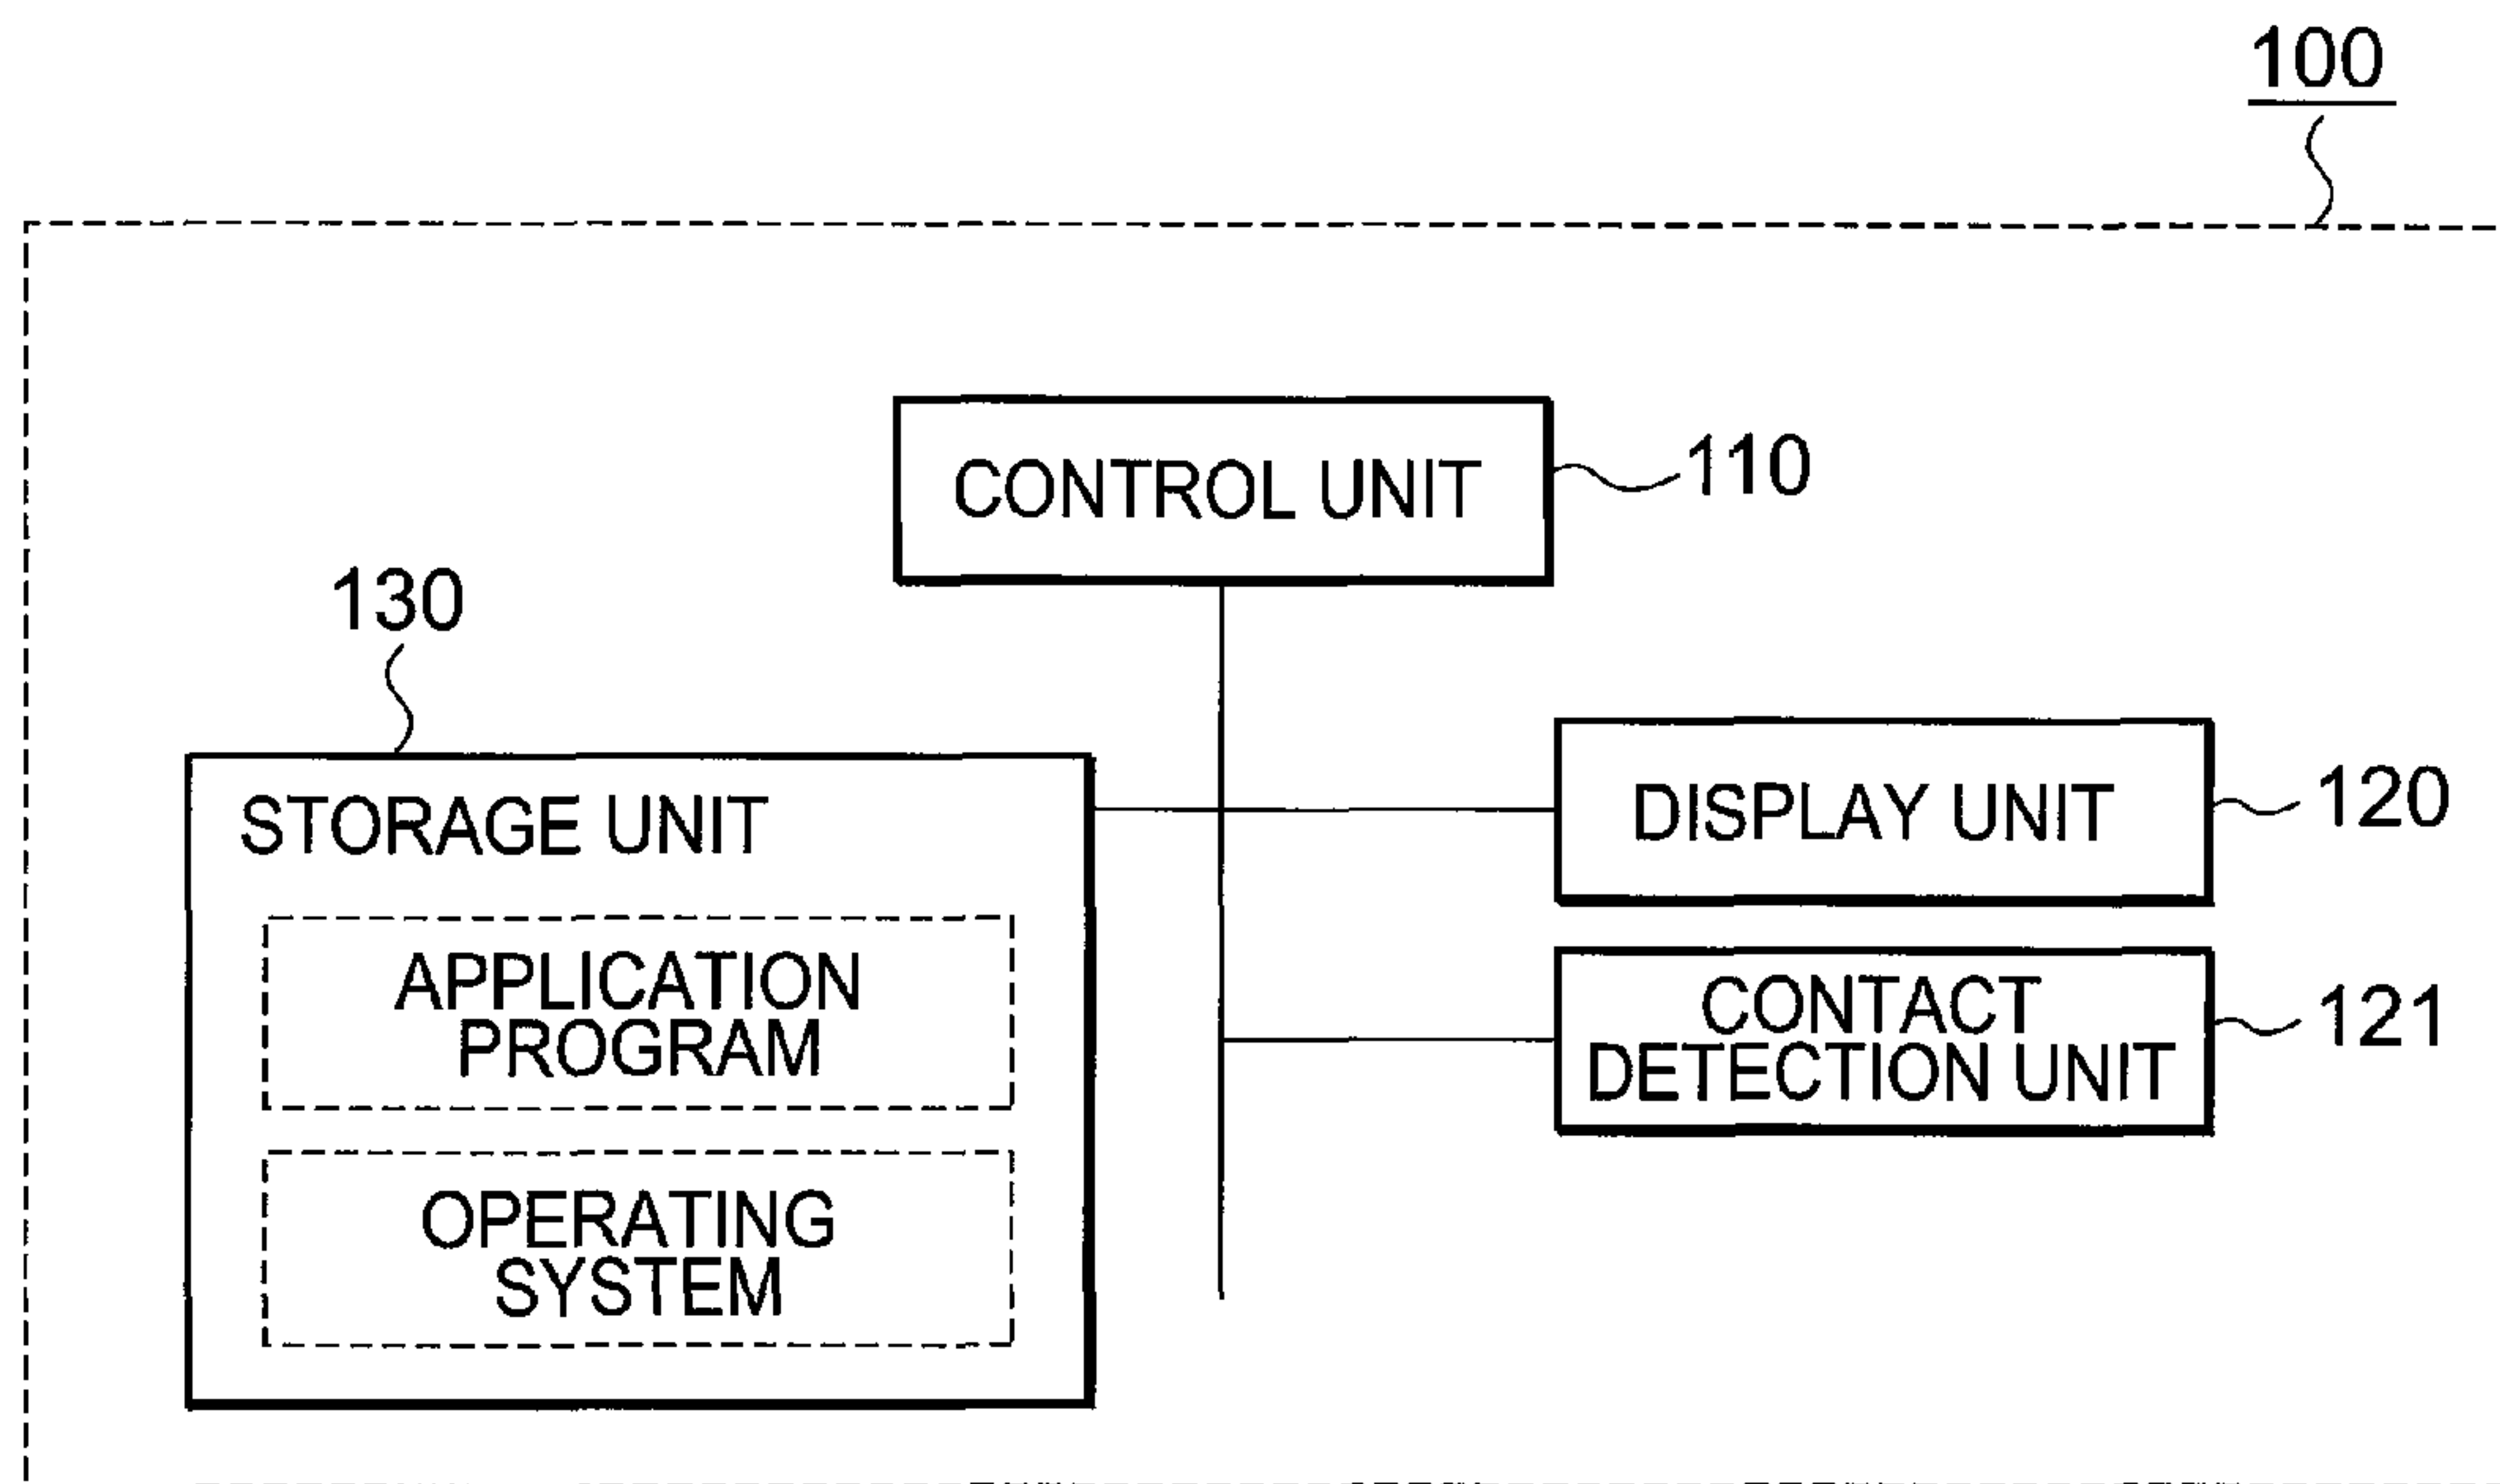 100
CONTROL UNIT
110
130
STORAGE UNIT
APPLICATION
PROGRAM
OPERATING
SYSTEM
DISPLAY UNIT
120
CONTACT
DETECTION UNIT
121